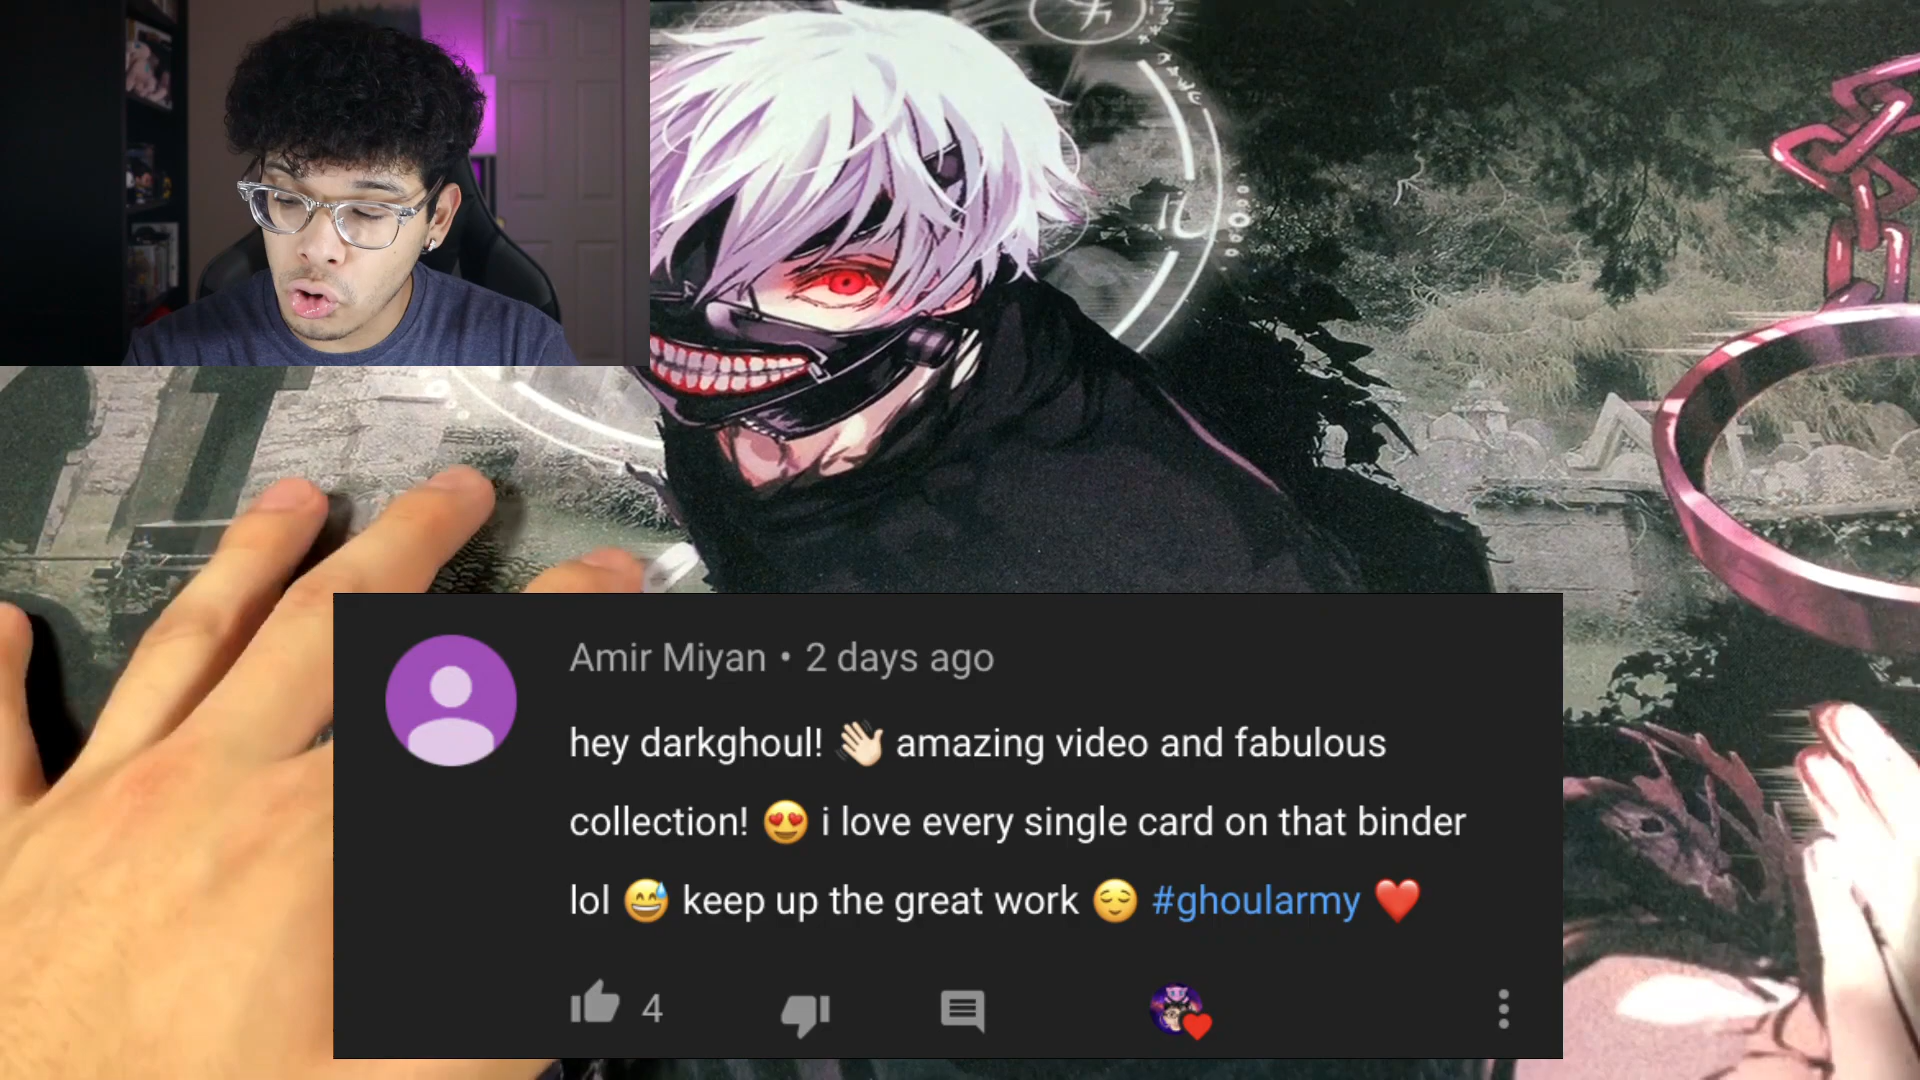 Amir Miyan • 2 days ago
hey darkghoul! 👋🏻 amazing video and fabulous
collection! 😍 i love every single card on that binder
lol 😅 keep up the great work 😌 #ghoularmy ❤️
4